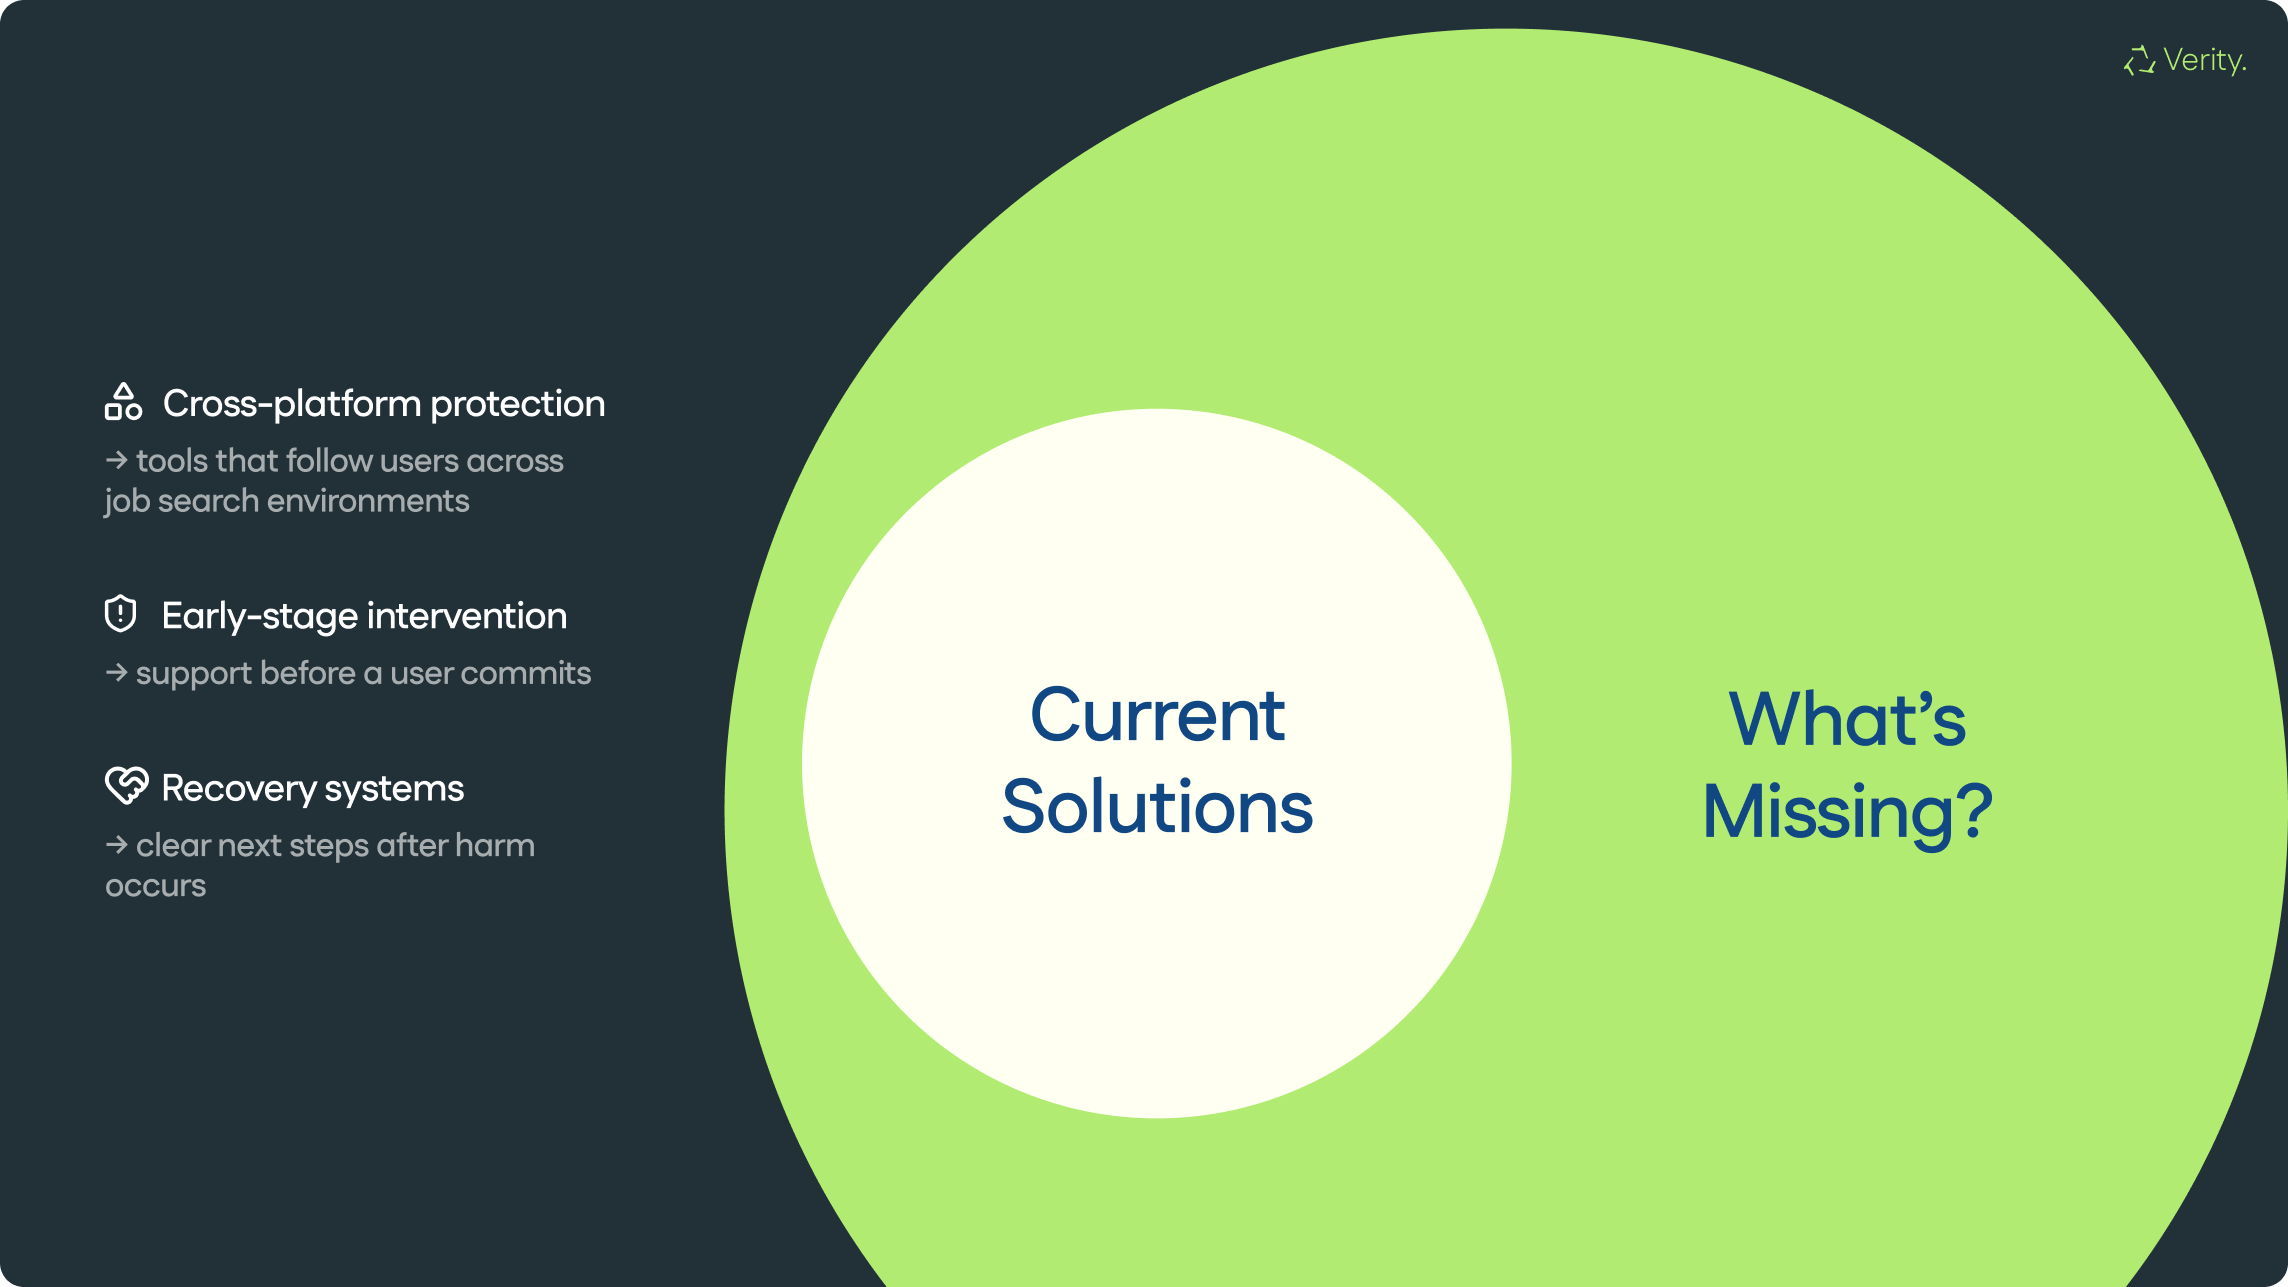 Verity.
Cross-platform protection
→ tools that follow users across
job search environments
Early-stage intervention
→ support before a user commits
Recovery systems
→ clear next steps after harm
occurs
Current
Solutions
What’s
Missing?